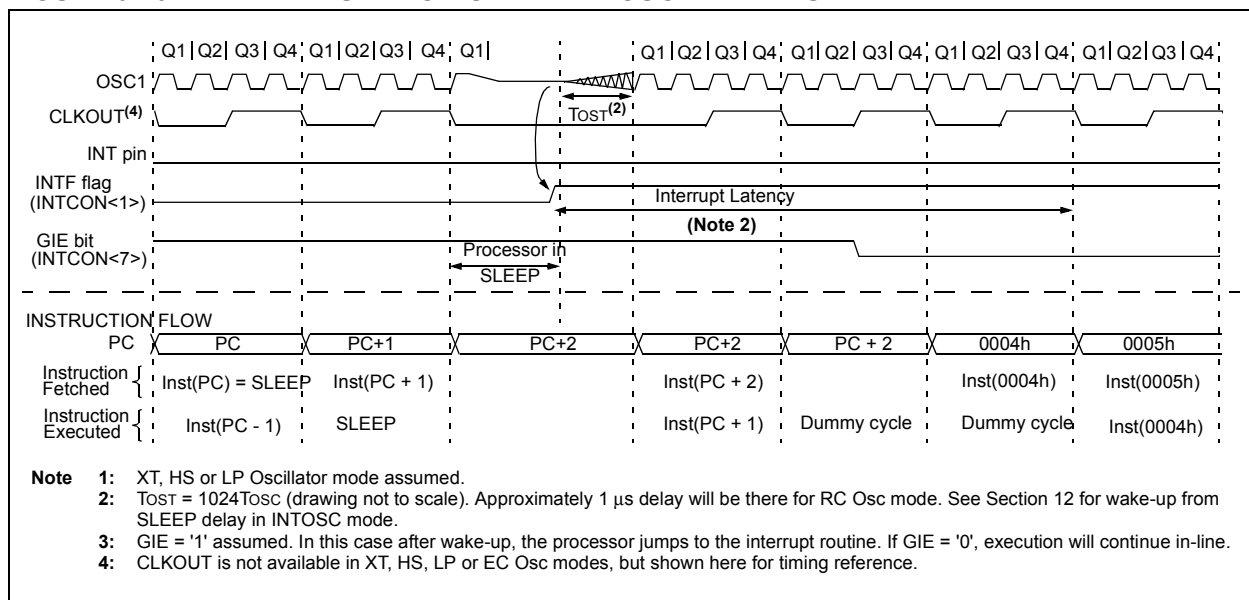 Q1 Q2 Q3 Q4 Q1 Q2 Q3 Q4 Q1 Q1 Q2 Q3 Q4 Q1 Q2 Q3 Q4 Q1 Q2 Q3 Q4 Q1 Q2 Q3 Q4
OSC1
TOST(2)
CLKOUT(4)
INT pin
INTF flag
(INTCON<1>)
Interrupt Latency
(Note 2)
GIE bit
(INTCON<7>)
Processor in
SLEEP
INSTRUCTION FLOW
PC PC PC+1 PC+2 PC+2 PC + 2 0004h 0005h
Instruction
Fetched
Inst(PC) = SLEEP Inst(PC + 1) Inst(PC + 2) Inst(0004h) Inst(0005h)
Instruction
Executed
Inst(PC - 1) SLEEP Inst(PC + 1) Dummy cycle Dummy cycle Inst(0004h)
Note 1: XT, HS or LP Oscillator mode assumed.
2: TOST = 1024TOSC (drawing not to scale). Approximately 1 µs delay will be there for RC Osc mode. See Section 12 for wake-up from
SLEEP delay in INTOSC mode.
3: GIE = '1' assumed. In this case after wake-up, the processor jumps to the interrupt routine. If GIE = '0', execution will continue in-line.
4: CLKOUT is not available in XT, HS, LP or EC Osc modes, but shown here for timing reference.